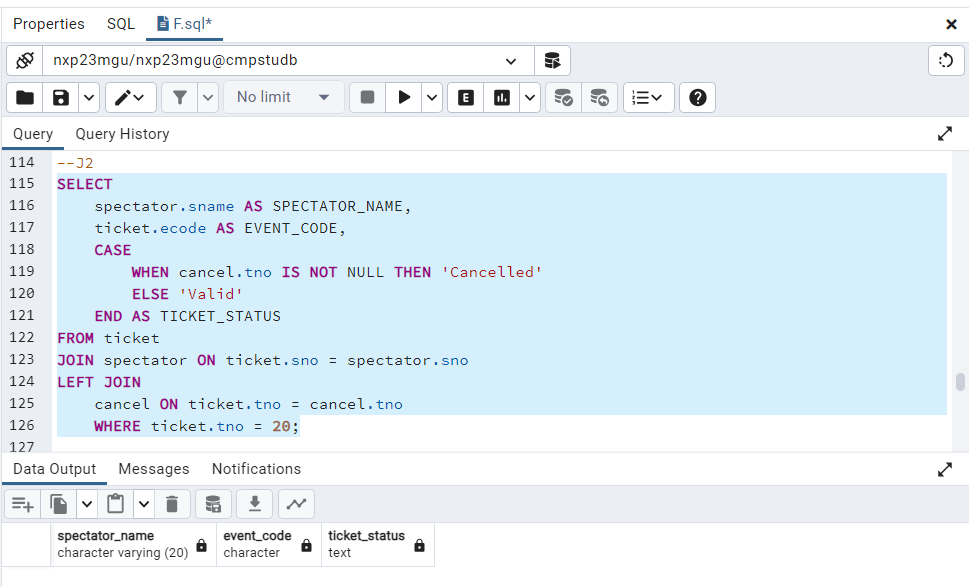 Properties SQL F.sql*
nxp23mgu/nxp23mgu@cmpstudb
No limit E
Query Query History
114 --J2
115 SELECT
116 spectator.sname AS SPECTATOR_NAME,
117 ticket.ecode AS EVENT_CODE,
118 CASE
119 WHEN cancel.tno IS NOT NULL THEN 'Cancelled'
120 ELSE 'Valid'
121 END AS TICKET_STATUS
122 FROM ticket
123 JOIN spectator ON ticket.sno = spectator.sno
124 LEFT JOIN
125 cancel ON ticket.tno = cancel.tno
126 WHERE ticket.tno = 20;
127
Data Output Messages Notifications
spectator_name event_code ticket_status
character varying (20) character text